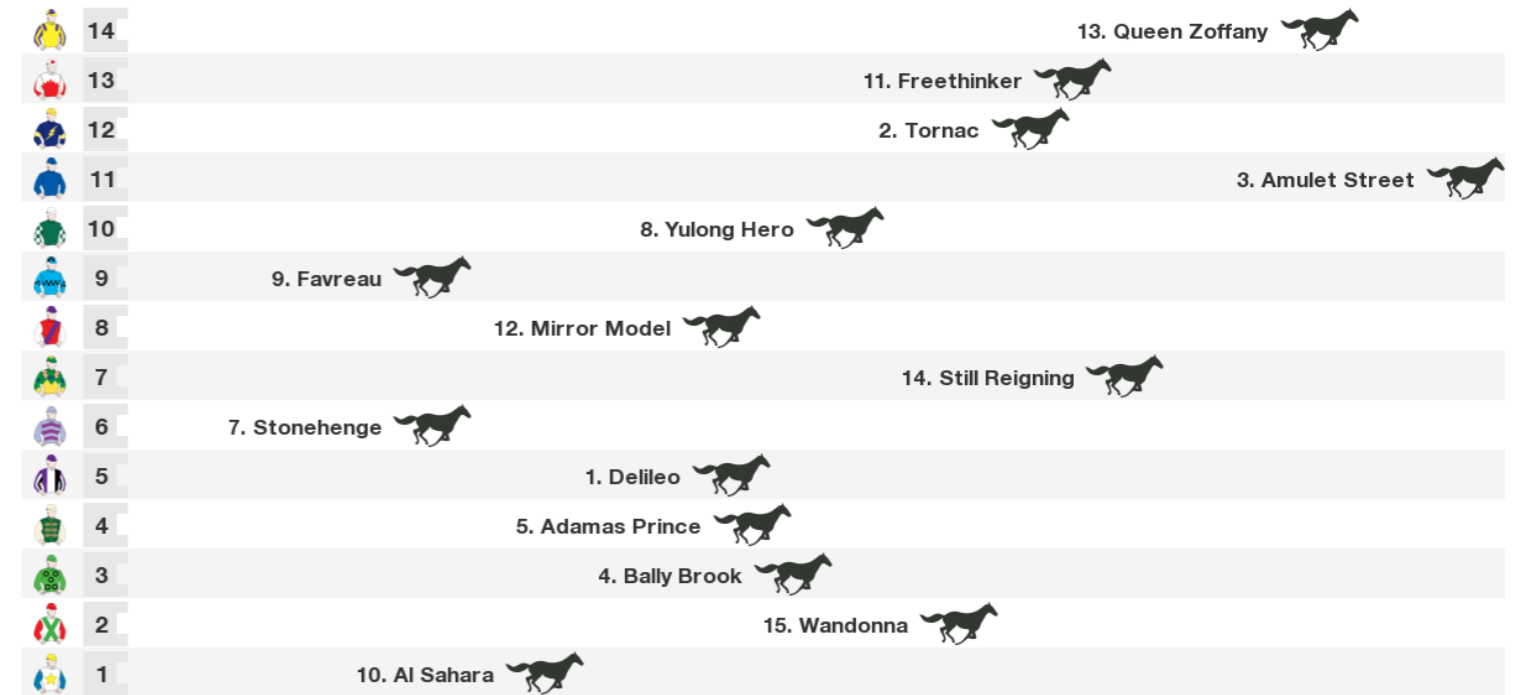 14 13. Queen Zoffany
13 11. Freethinker
12 2. Tornac
11 3. Amulet Street
10 8. Yulong Hero
9 9. Favreau
8 12. Mirror Model
7 14. Still Reigning
6 7. Stonehenge
5 1. Delileo
4 5. Adamas Prince
3 4. Bally Brook
2 15. Wandonna
1 10. Al Sahara